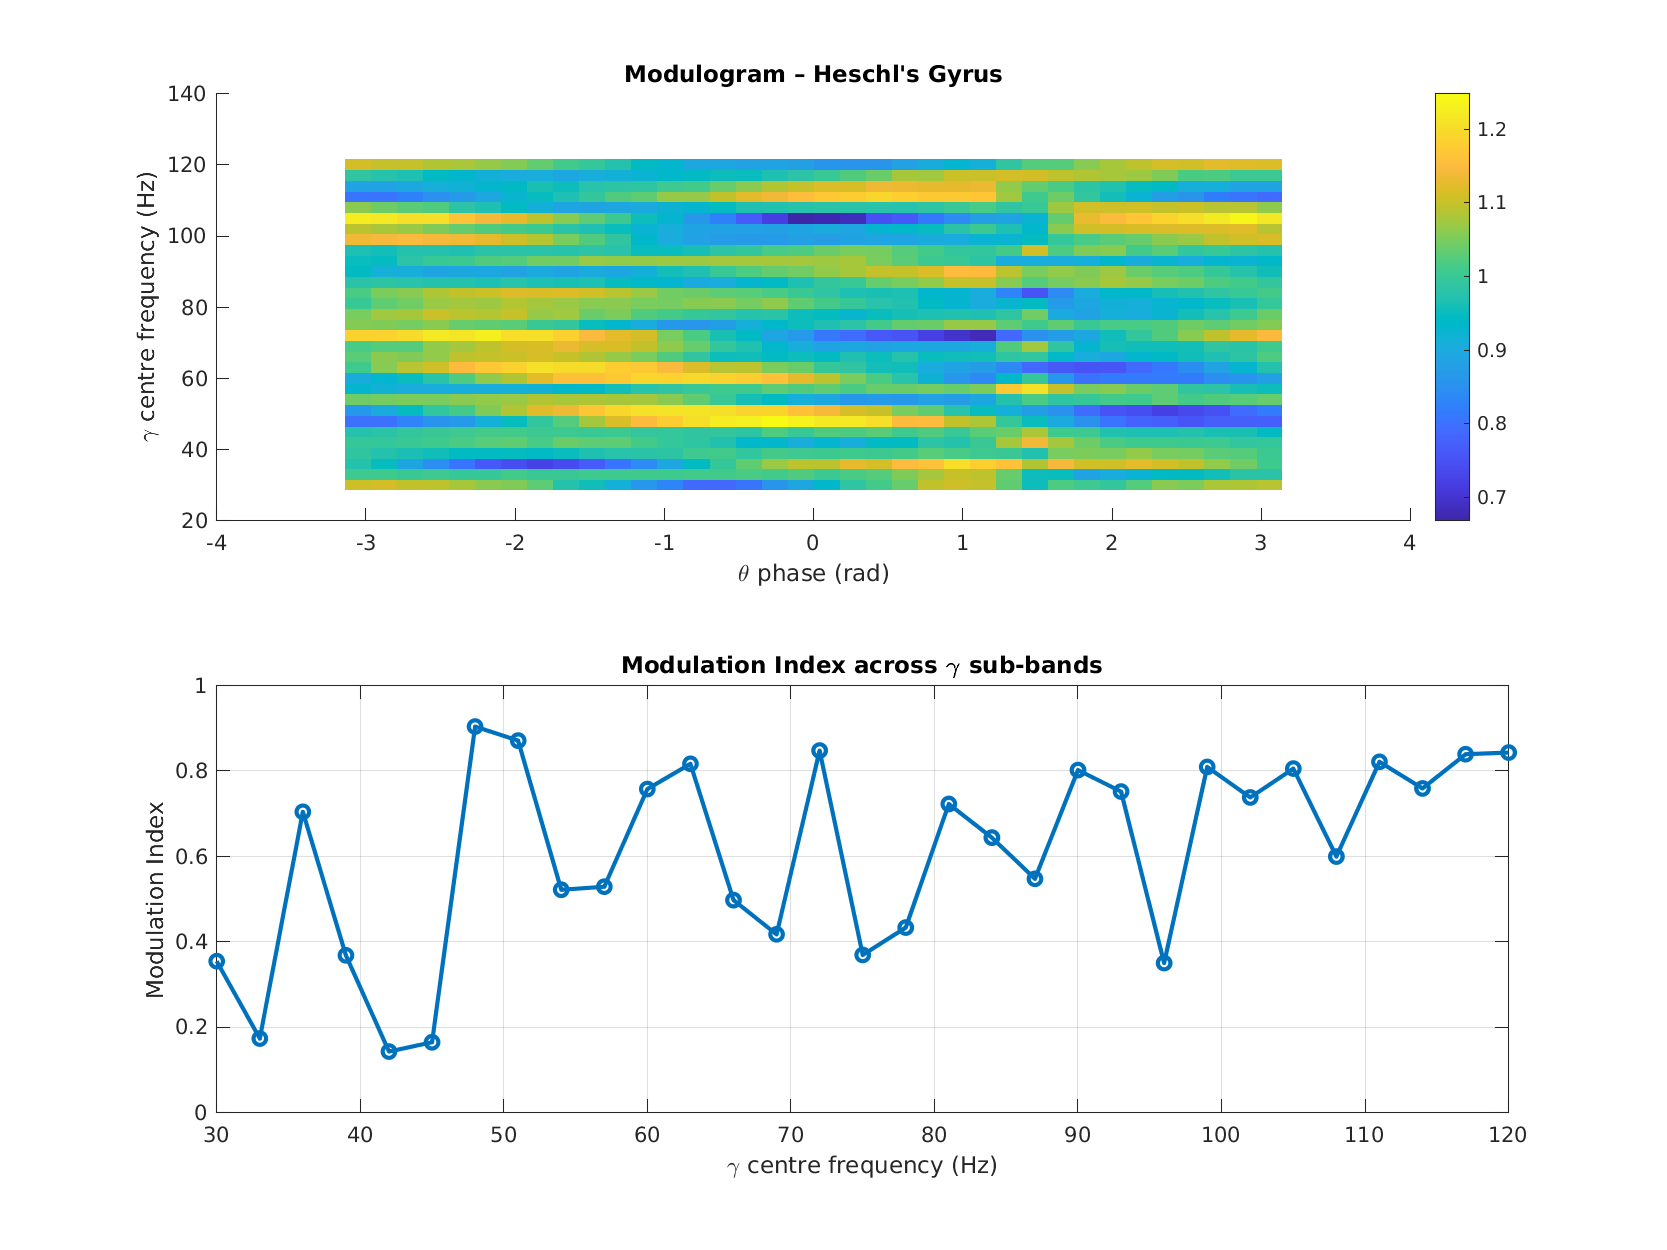 Modulogram – Heschl's Gyrus
140
120
100
80
60
40
20
γ centre frequency (Hz)
-4 -3 -2 -1 0 1 2 3 4
θ phase (rad)
1.2
1.1
1
0.9
0.8
0.7
Modulation Index across γ sub-bands
1
0.8
0.6
0.4
0.2
0
Modulation Index
30 40 50 60 70 80 90 100 110 120
γ centre frequency (Hz)